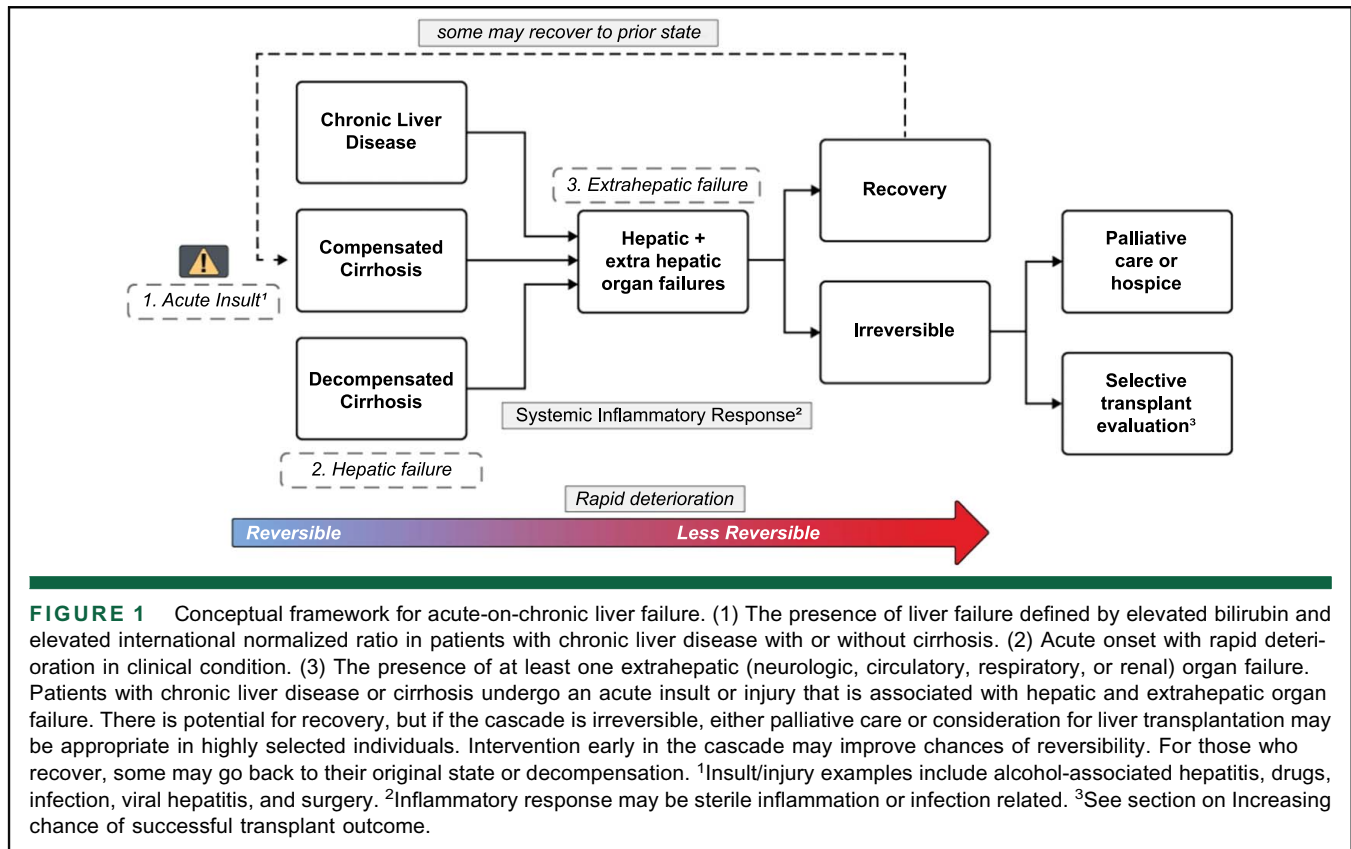 some may recover to prior state
Chronic Liver
Disease
3. Extrahepatic failure
Recovery
Compensated
Cirrhosis
Hepatic +
extra hepatic
organ failures
Palliative
care or
hospice
1. Acute Insult¹
Irreversible
Decompensated
Cirrhosis
Selective
transplant
evaluation³
Systemic Inflammatory Response²
2. Hepatic failure
Rapid deterioration
Reversible
Less Reversible
FIGURE 1 Conceptual framework for acute-on-chronic liver failure. (1) The presence of liver failure defined by elevated bilirubin and
elevated international normalized ratio in patients with chronic liver disease with or without cirrhosis. (2) Acute onset with rapid deteri-
oration in clinical condition. (3) The presence of at least one extrahepatic (neurologic, circulatory, respiratory, or renal) organ failure.
Patients with chronic liver disease or cirrhosis undergo an acute insult or injury that is associated with hepatic and extrahepatic organ
failure. There is potential for recovery, but if the cascade is irreversible, either palliative care or consideration for liver transplantation may
be appropriate in highly selected individuals. Intervention early in the cascade may improve chances of reversibility. For those who
recover, some may go back to their original state or decompensation. ¹Insult/injury examples include alcohol-associated hepatitis, drugs,
infection, viral hepatitis, and surgery. ²Inflammatory response may be sterile inflammation or infection related. ³See section on Increasing
chance of successful transplant outcome.